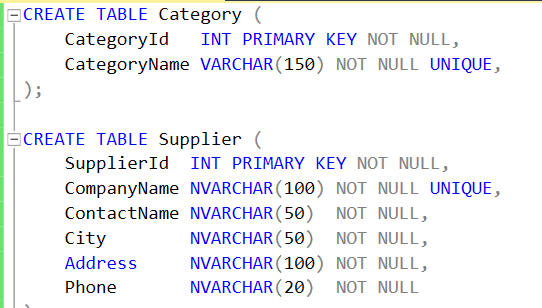 CREATE TABLE Category (
    CategoryId   INT PRIMARY KEY NOT NULL,
    CategoryName VARCHAR(150) NOT NULL UNIQUE,
);
CREATE TABLE Supplier (
    SupplierId  INT PRIMARY KEY NOT NULL,
    CompanyName NVARCHAR(100) NOT NULL UNIQUE,
    ContactName NVARCHAR(50)  NOT NULL,
    City        NVARCHAR(50)  NOT NULL,
    Address     NVARCHAR(100) NOT NULL,
    Phone       NVARCHAR(20)  NOT NULL